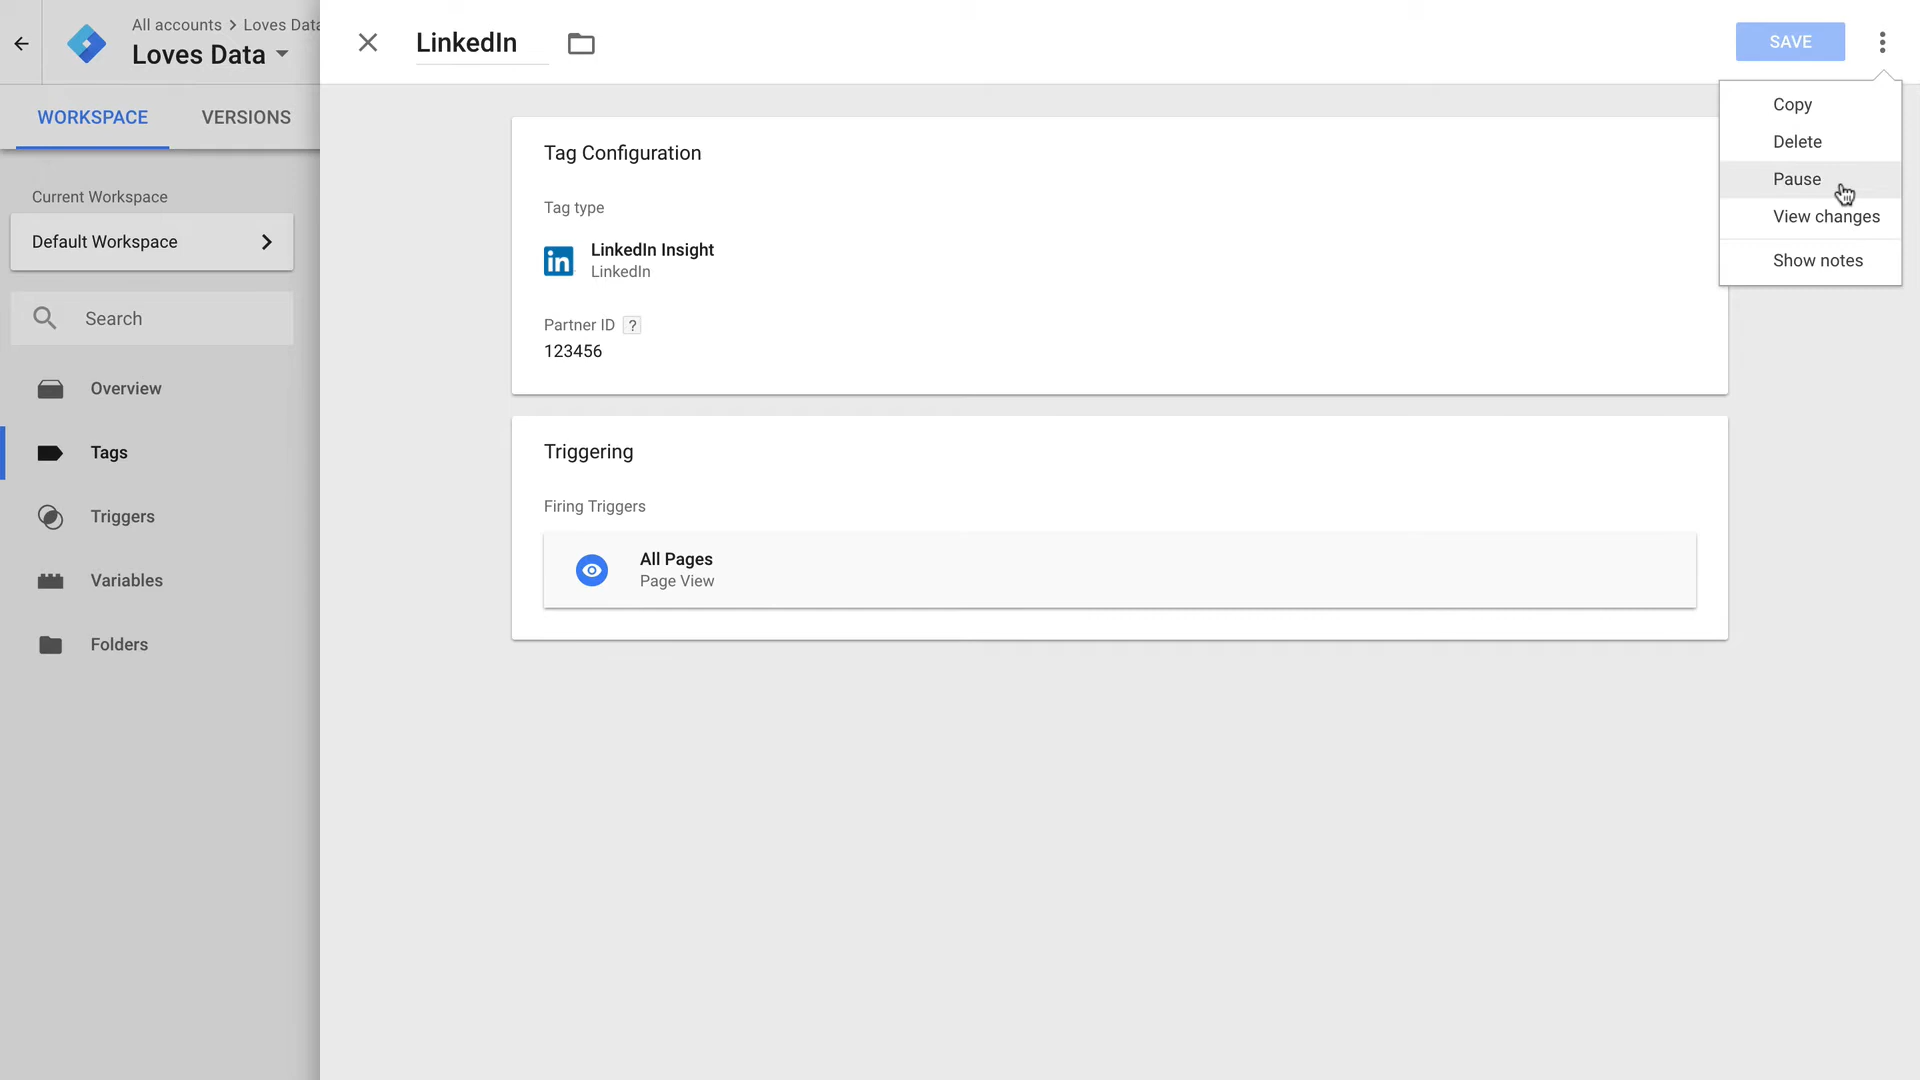 All accounts > Loves Data
Loves Data
LinkedIn
SAVE
WORKSPACE
VERSIONS
Copy
Delete
Pause
View changes
Show notes
Current Workspace
Default Workspace
Search
Overview
Tags
Triggers
Variables
Folders
Tag Configuration
Tag type
in
LinkedIn Insight
LinkedIn
Partner ID ?
123456
Triggering
Firing Triggers
All Pages
Page View